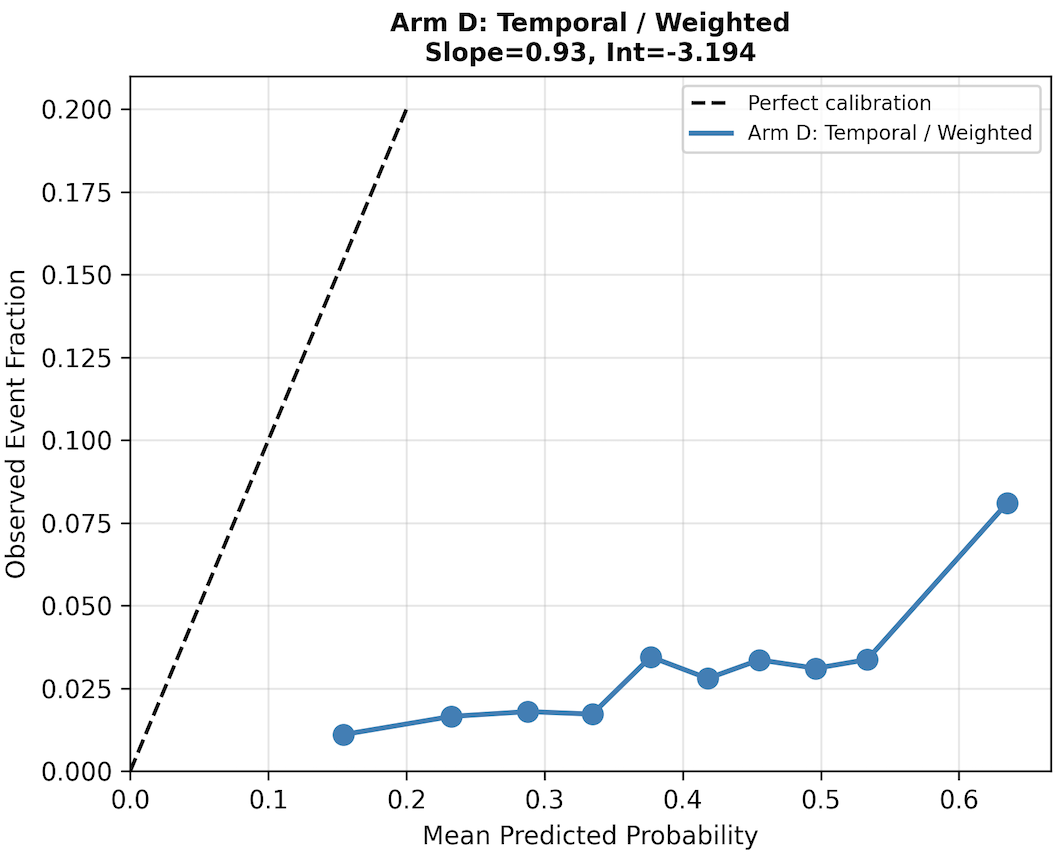 Arm D: Temporal / Weighted
Slope=0.93, Int=-3.194
Perfect calibration
Arm D: Temporal / Weighted
Observed Event Fraction
0.200
0.175
0.150
0.125
0.100
0.075
0.050
0.025
0.000
0.0 0.1 0.2 0.3 0.4 0.5 0.6
Mean Predicted Probability